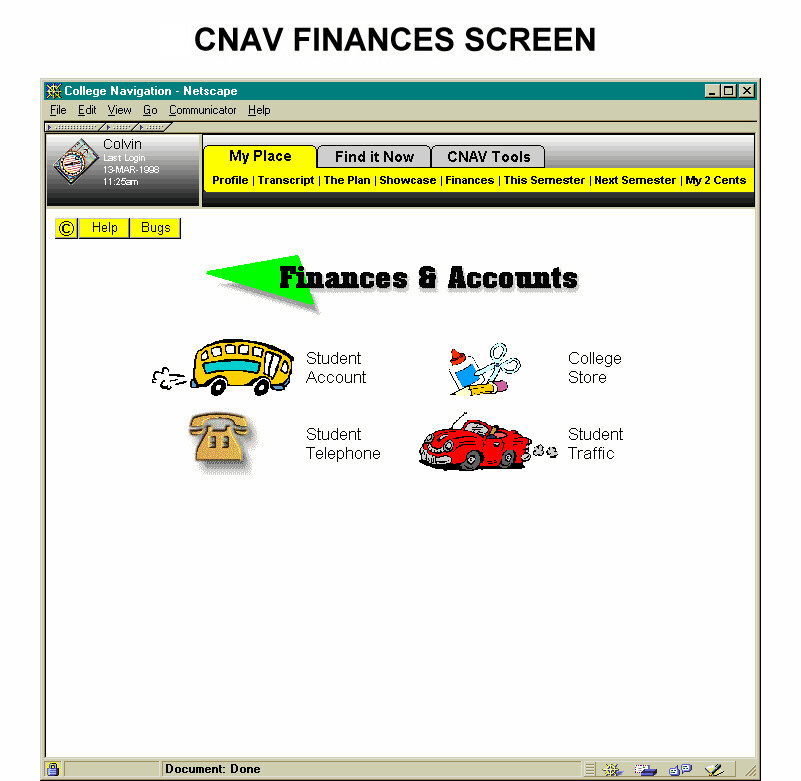 CNAV FINANCES SCREEN
College Navigation - Netscape
File Edit View Go Communicator Help
Colvin
Last Login
13-MAR-1998
11:25am
My Place Find it Now CNAV Tools
Profile | Transcript | The Plan | Showcase | Finances | This Semester | Next Semester | My 2 Cents
© Help Bugs
Finances & Accounts
Student
Account
College
Store
Student
Telephone
Student
Traffic
Document: Done